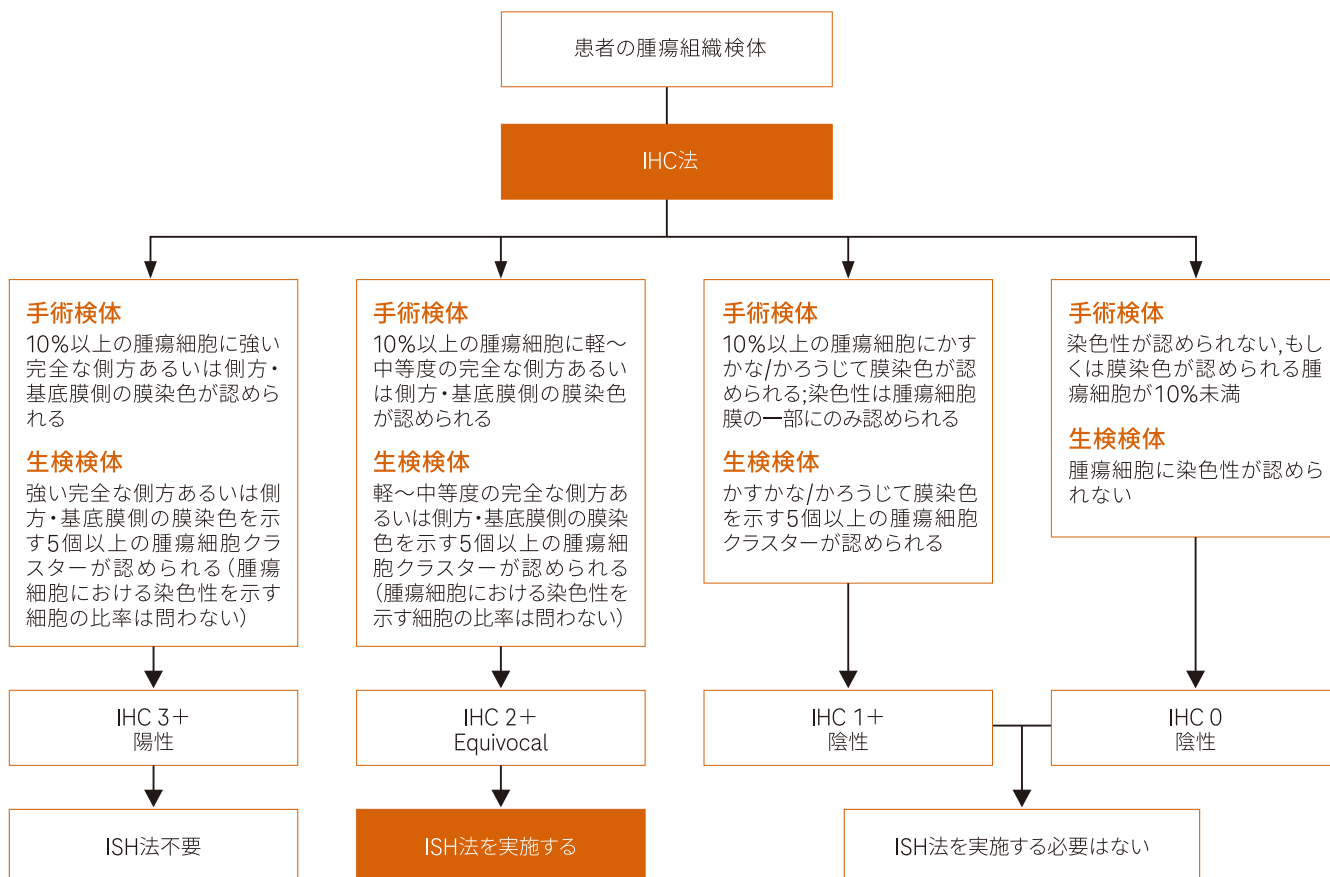 患者の腫瘍組織検体
IHC法
手術検体
10%以上の腫瘍細胞に強い
完全な側方あるいは側方・
基底膜側の膜染色が認めら
れる
生検検体
強い完全な側方あるいは側
方・基底膜側の膜染色を示
す5個以上の腫瘍細胞クラ
スターが認められる(腫瘍
細胞における染色性を示す
細胞の比率は問わない)
手術検体
10%以上の腫瘍細胞に軽〜
中等度の完全な側方あるい
は側方・基底膜側の膜染色
が認められる
生検検体
軽〜中等度の完全な側方あ
るいは側方・基底膜側の膜染
色を示す5個以上の腫瘍細
胞クラスターが認められる
(腫瘍細胞における染色性を
示す細胞の比率は問わない)
手術検体
10%以上の腫瘍細胞にかす
かな/かろうじて膜染色が認
められる;染色性は腫瘍細胞
膜の一部にのみ認められる
生検検体
かすかな/かろうじて膜染色
を示す5個以上の腫瘍細胞
クラスターが認められる
手術検体
染色性が認められない,もし
くは膜染色が認められる腫
瘍細胞が10%未満
生検検体
腫瘍細胞に染色性が認めら
れない
IHC 3+
陽性
IHC 2+
Equivocal
IHC 1+
陰性
IHC 0
陰性
ISH法不要
ISH法を実施する
ISH法を実施する必要はない